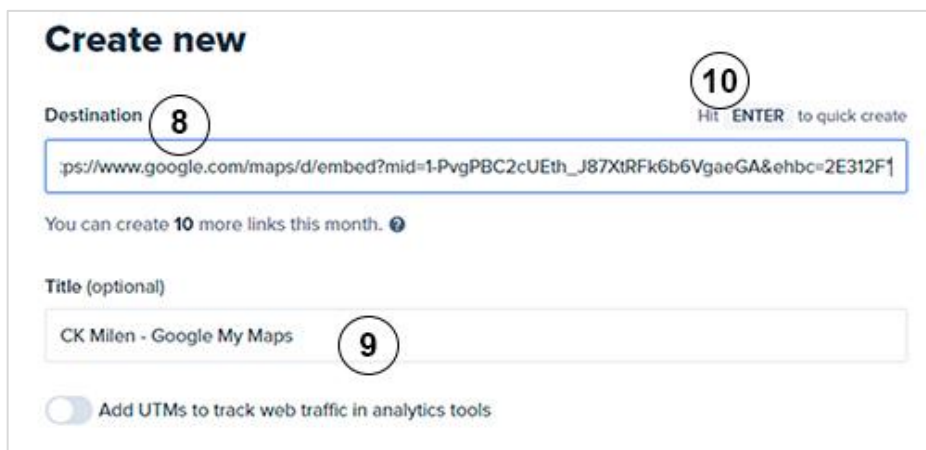 Create new
10
Destination 8 Hit ENTER to quick create
:ps://www.google.com/maps/d/embed?mid=1-PvgPBC2cUEth_J87XtRFk6b6VgaeGA&ehbc=2E312F"
You can create 10 more links this month. ?
Title (optional)
CK Milen - Google My Maps 9
Add UTMs to track web traffic in analytics tools